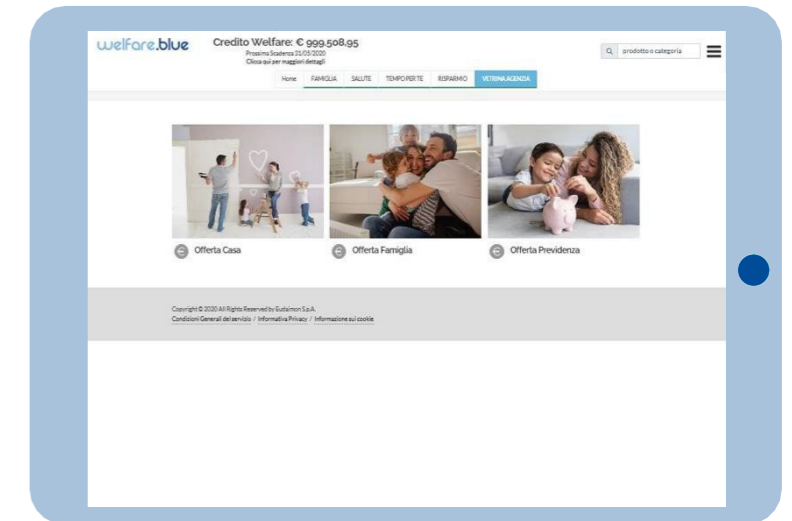 welfare.blue
Credito Welfare: € 999.508,95
Prossima Scadenza 31/05/2020
Clicca qui per maggiori dettagli
prodotto o categoria
Home FAMIGLIA SALUTE TEMPO PER TE RISPARMIO VETRINA AGENZIA
Offerta Casa Offerta Famiglia Offerta Previdenza
Copyright © 2020 All Rights Reserved by Eudaimon S.p.A.
Condizioni Generali del servizio / Informativa Privacy / Informazione sui cookie